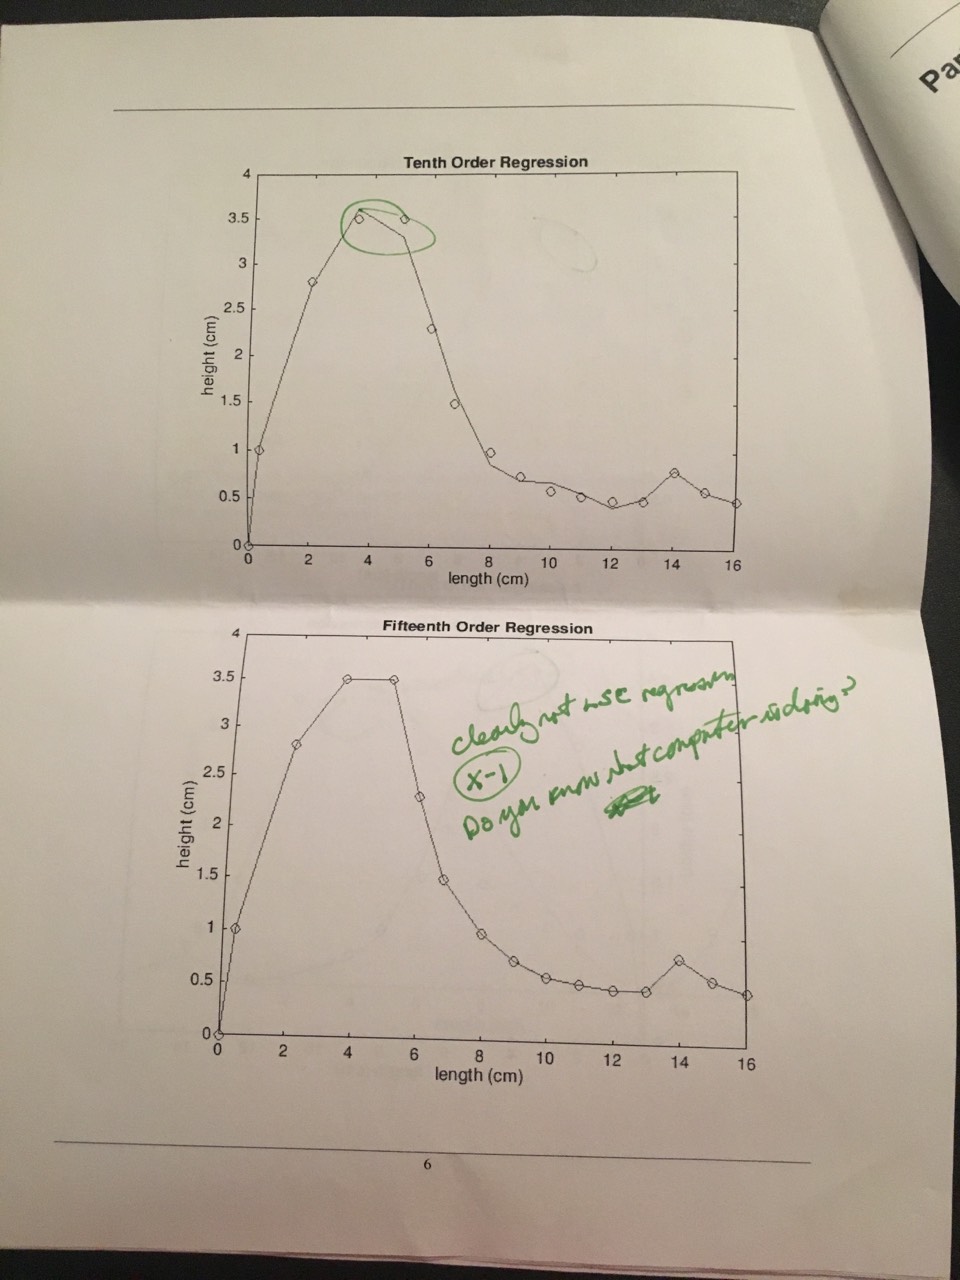 Par
Tenth Order Regression
4
3.5
3
2.5
2
1.5
1
0.5
0
height (cm)
0 2 4 6 8 10 12 14 16
length (cm)
Fifteenth Order Regression
4
3.5
3
2.5
2
1.5
1
0.5
0
height (cm)
clearly not use regression
x-1
Do you know what computer is doing?
0 2 4 6 8 10 12 14 16
length (cm)
6